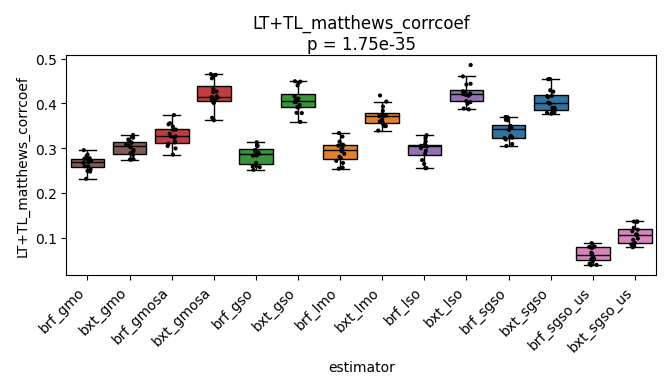 LT+TL_matthews_corrcoef
p = 1.75e-35
LT+TL_matthews_corrcoef
0.5
0.4
0.3
0.2
0.1
brf_gmo
bxt_gmo
brf_gmosa
bxt_gmosa
brf_gso
bxt_gso
brf_lmo
bxt_lmo
brf_lso
bxt_lso
brf_sgso
bxt_sgso
brf_sgso_us
bxt_sgso_us
estimator